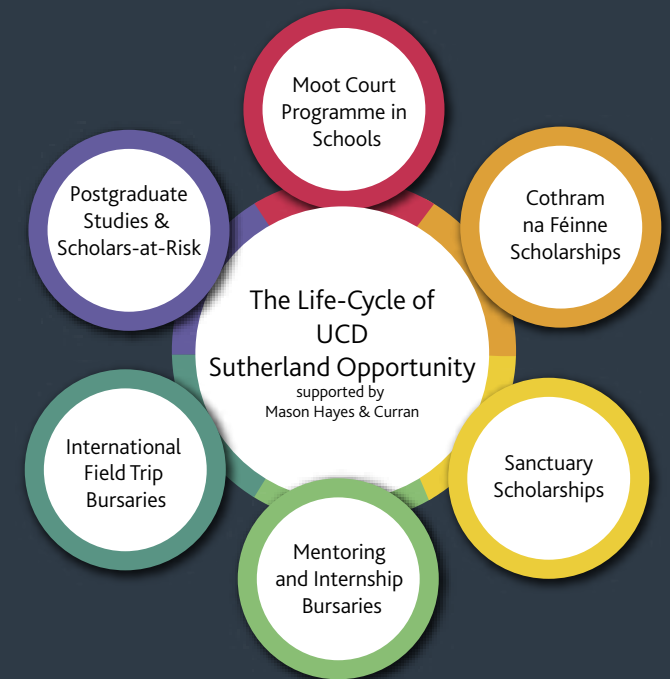 Moot Court
Programme in
Schools
Cothram
na Féinne
Scholarships
Sanctuary
Scholarships
Mentoring
and Internship
Bursaries
International
Field Trip
Bursaries
Postgraduate
Studies &
Scholars-at-Risk
The Life-Cycle of
UCD
Sutherland Opportunity
supported by
Mason Hayes & Curran